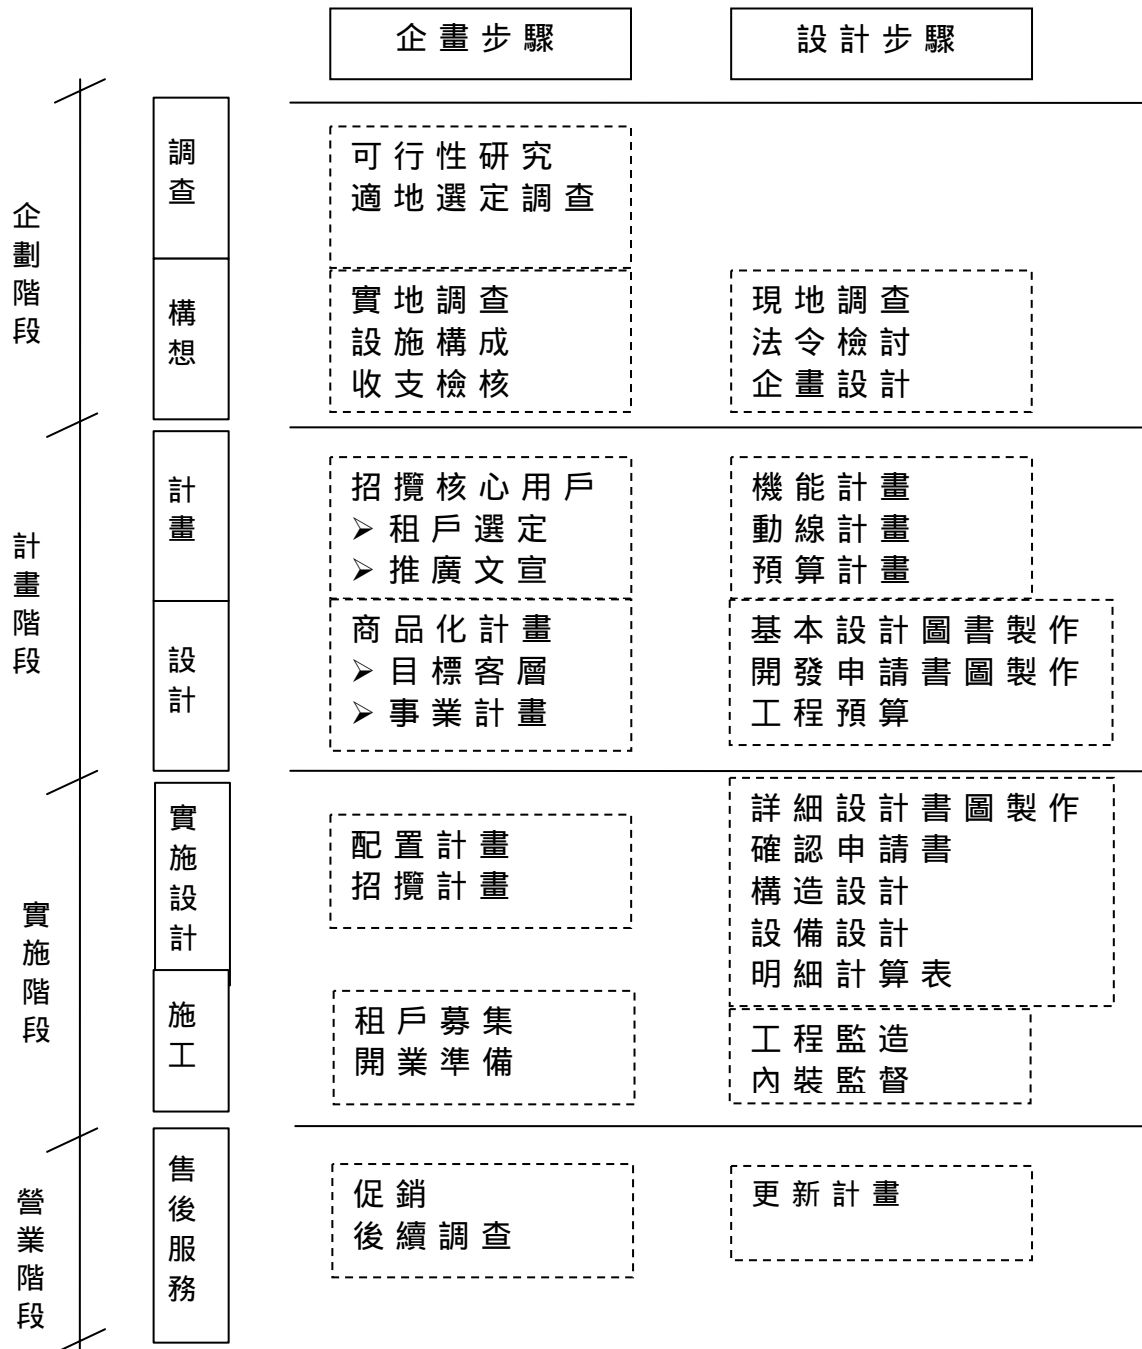 企畫步驟
設計步驟
企劃階段
調查
可行性研究
適地選定調查
構想
實地調查
設施構成
收支檢核
現地調查
法令檢討
企畫設計
計畫階段
計畫
招攬核心用戶
➢ 租戶選定
➢ 推廣文宣
機能計畫
動線計畫
預算計畫
設計
商品化計畫
➢ 目標客層
➢ 事業計畫
基本設計圖書製作
開發申請書圖製作
工程預算
實施階段
實施設計
配置計畫
招攬計畫
詳細設計書圖製作
確認申請書
構造設計
設備設計
明細計算表
施工
租戶募集
開業準備
工程監造
內裝監督
營業階段
售後服務
促銷
後續調查
更新計畫